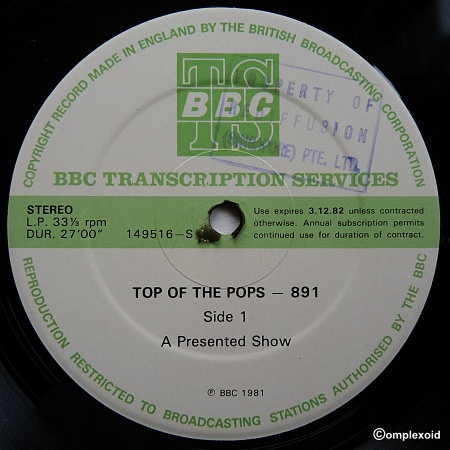 COPYRIGHT RECORD MADE IN ENGLAND BY THE BRITISH BROADCASTING CORPORATION
TS
BBC
PROPERTY OF
REDIFFUSION
(SINGAPORE) PTE. LTD.
BBC TRANSCRIPTION SERVICES
STEREO
L.P. 33⅓ rpm
DUR. 27'00" 149516–S
Use expires 3.12.82 unless contracted
otherwise. Annual subscription permits
continued use for duration of contract.
TOP OF THE POPS – 891
Side 1
A Presented Show
℗ BBC 1981
REPRODUCTION RESTRICTED TO BROADCASTING STATIONS AUTHORISED BY THE BBC
©omplexoid